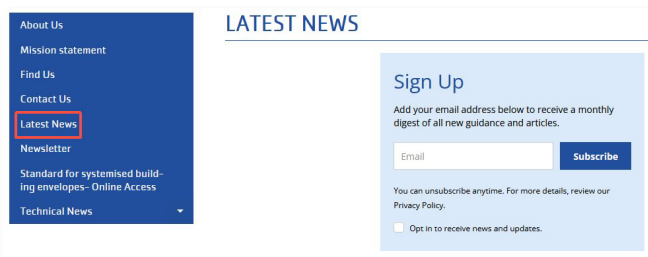 About Us
Mission statement
Find Us
Contact Us
Latest News
Newsletter
Standard for systemised build-
ing envelopes– Online Access
Technical News
LATEST NEWS
Sign Up
Add your email address below to receive a monthly
digest of all new guidance and articles.
Email
Subscribe
You can unsubscribe anytime. For more details, review our
Privacy Policy.
Opt in to receive news and updates.